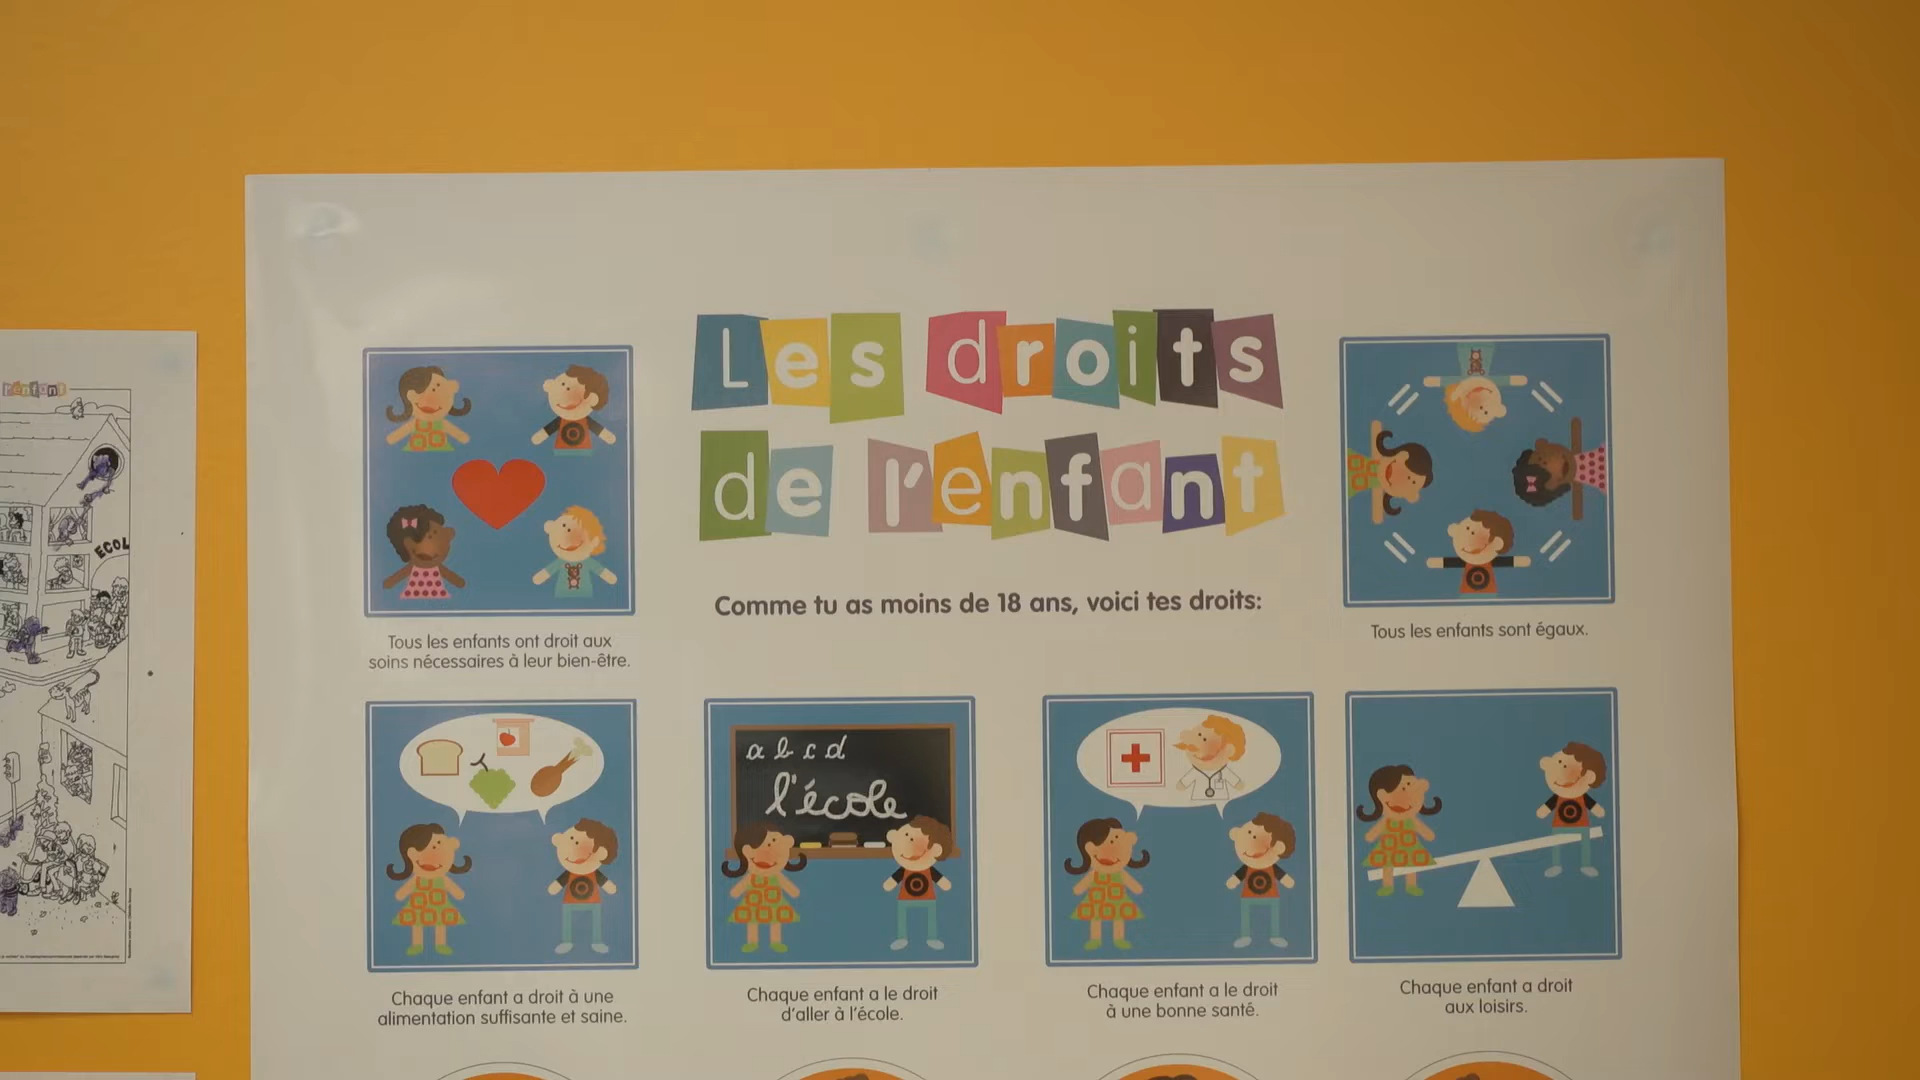 Les droits
de l'enfant
Comme tu as moins de 18 ans, voici tes droits:
Tous les enfants ont droit aux
soins nécessaires à leur bien-être.
Tous les enfants sont égaux.
a b c d
l'école
Chaque enfant a droit à une
alimentation suffisante et saine.
Chaque enfant a le droit
d'aller à l'école.
Chaque enfant a le droit
à une bonne santé.
Chaque enfant a droit
aux loisirs.
l'enfant
ECOL